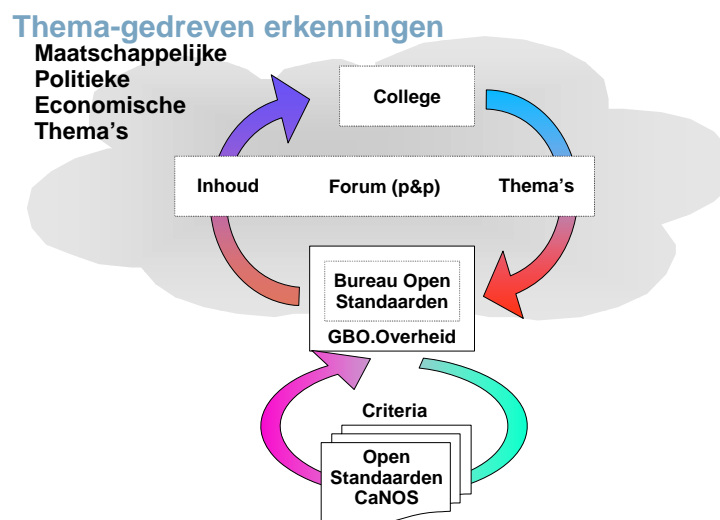 Thema-gedreven erkenningen
Maatschappelijke
Politieke
Economische
Thema's
College
Inhoud
Forum (p&p)
Thema's
Bureau Open
Standaarden
GBO.Overheid
Criteria
Open
Standaarden
CaNOS